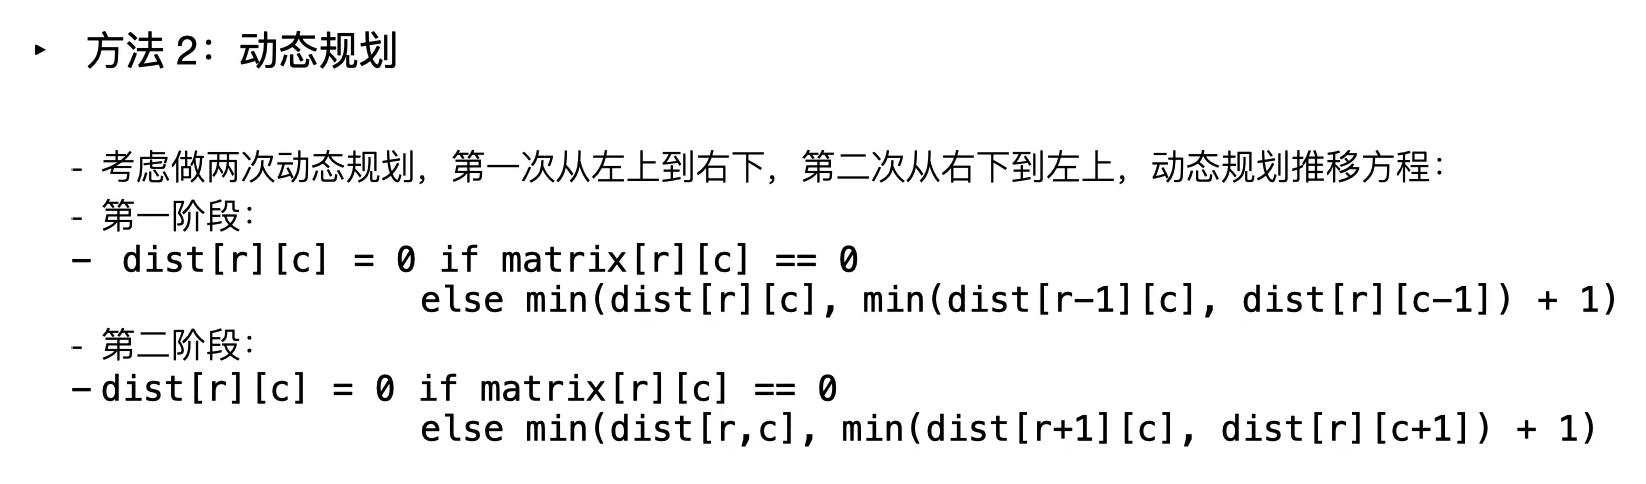 ▸ 方法 2：动态规划
- 考虑做两次动态规划，第一次从左上到右下，第二次从右下到左上，动态规划推移方程：
- 第一阶段：
- dist[r][c] = 0 if matrix[r][c] == 0
else min(dist[r][c], min(dist[r-1][c], dist[r][c-1]) + 1)
- 第二阶段：
- dist[r][c] = 0 if matrix[r][c] == 0
else min(dist[r,c], min(dist[r+1][c], dist[r][c+1]) + 1)